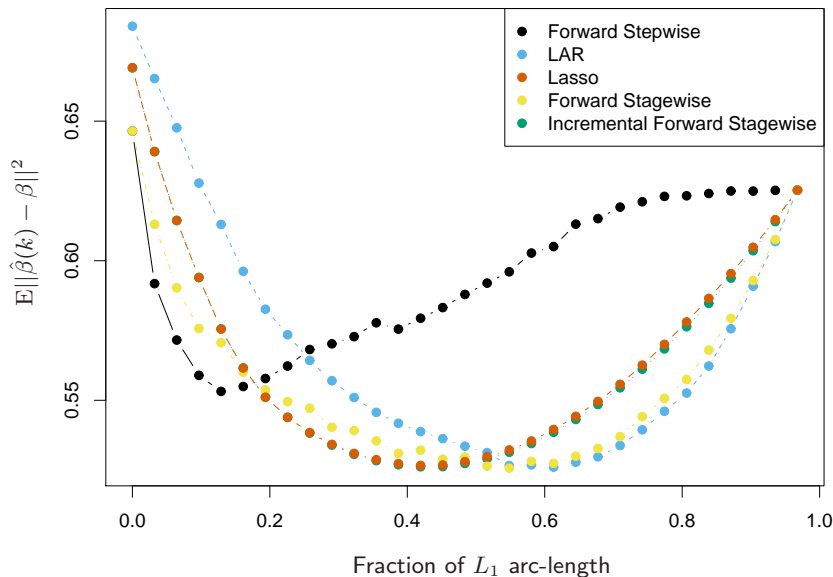 Forward Stepwise
LAR
Lasso
Forward Stagewise
Incremental Forward Stagewise
E||β̂(k) − β||²
0.65
0.60
0.55
0.0 0.2 0.4 0.6 0.8 1.0
Fraction of L₁ arc-length